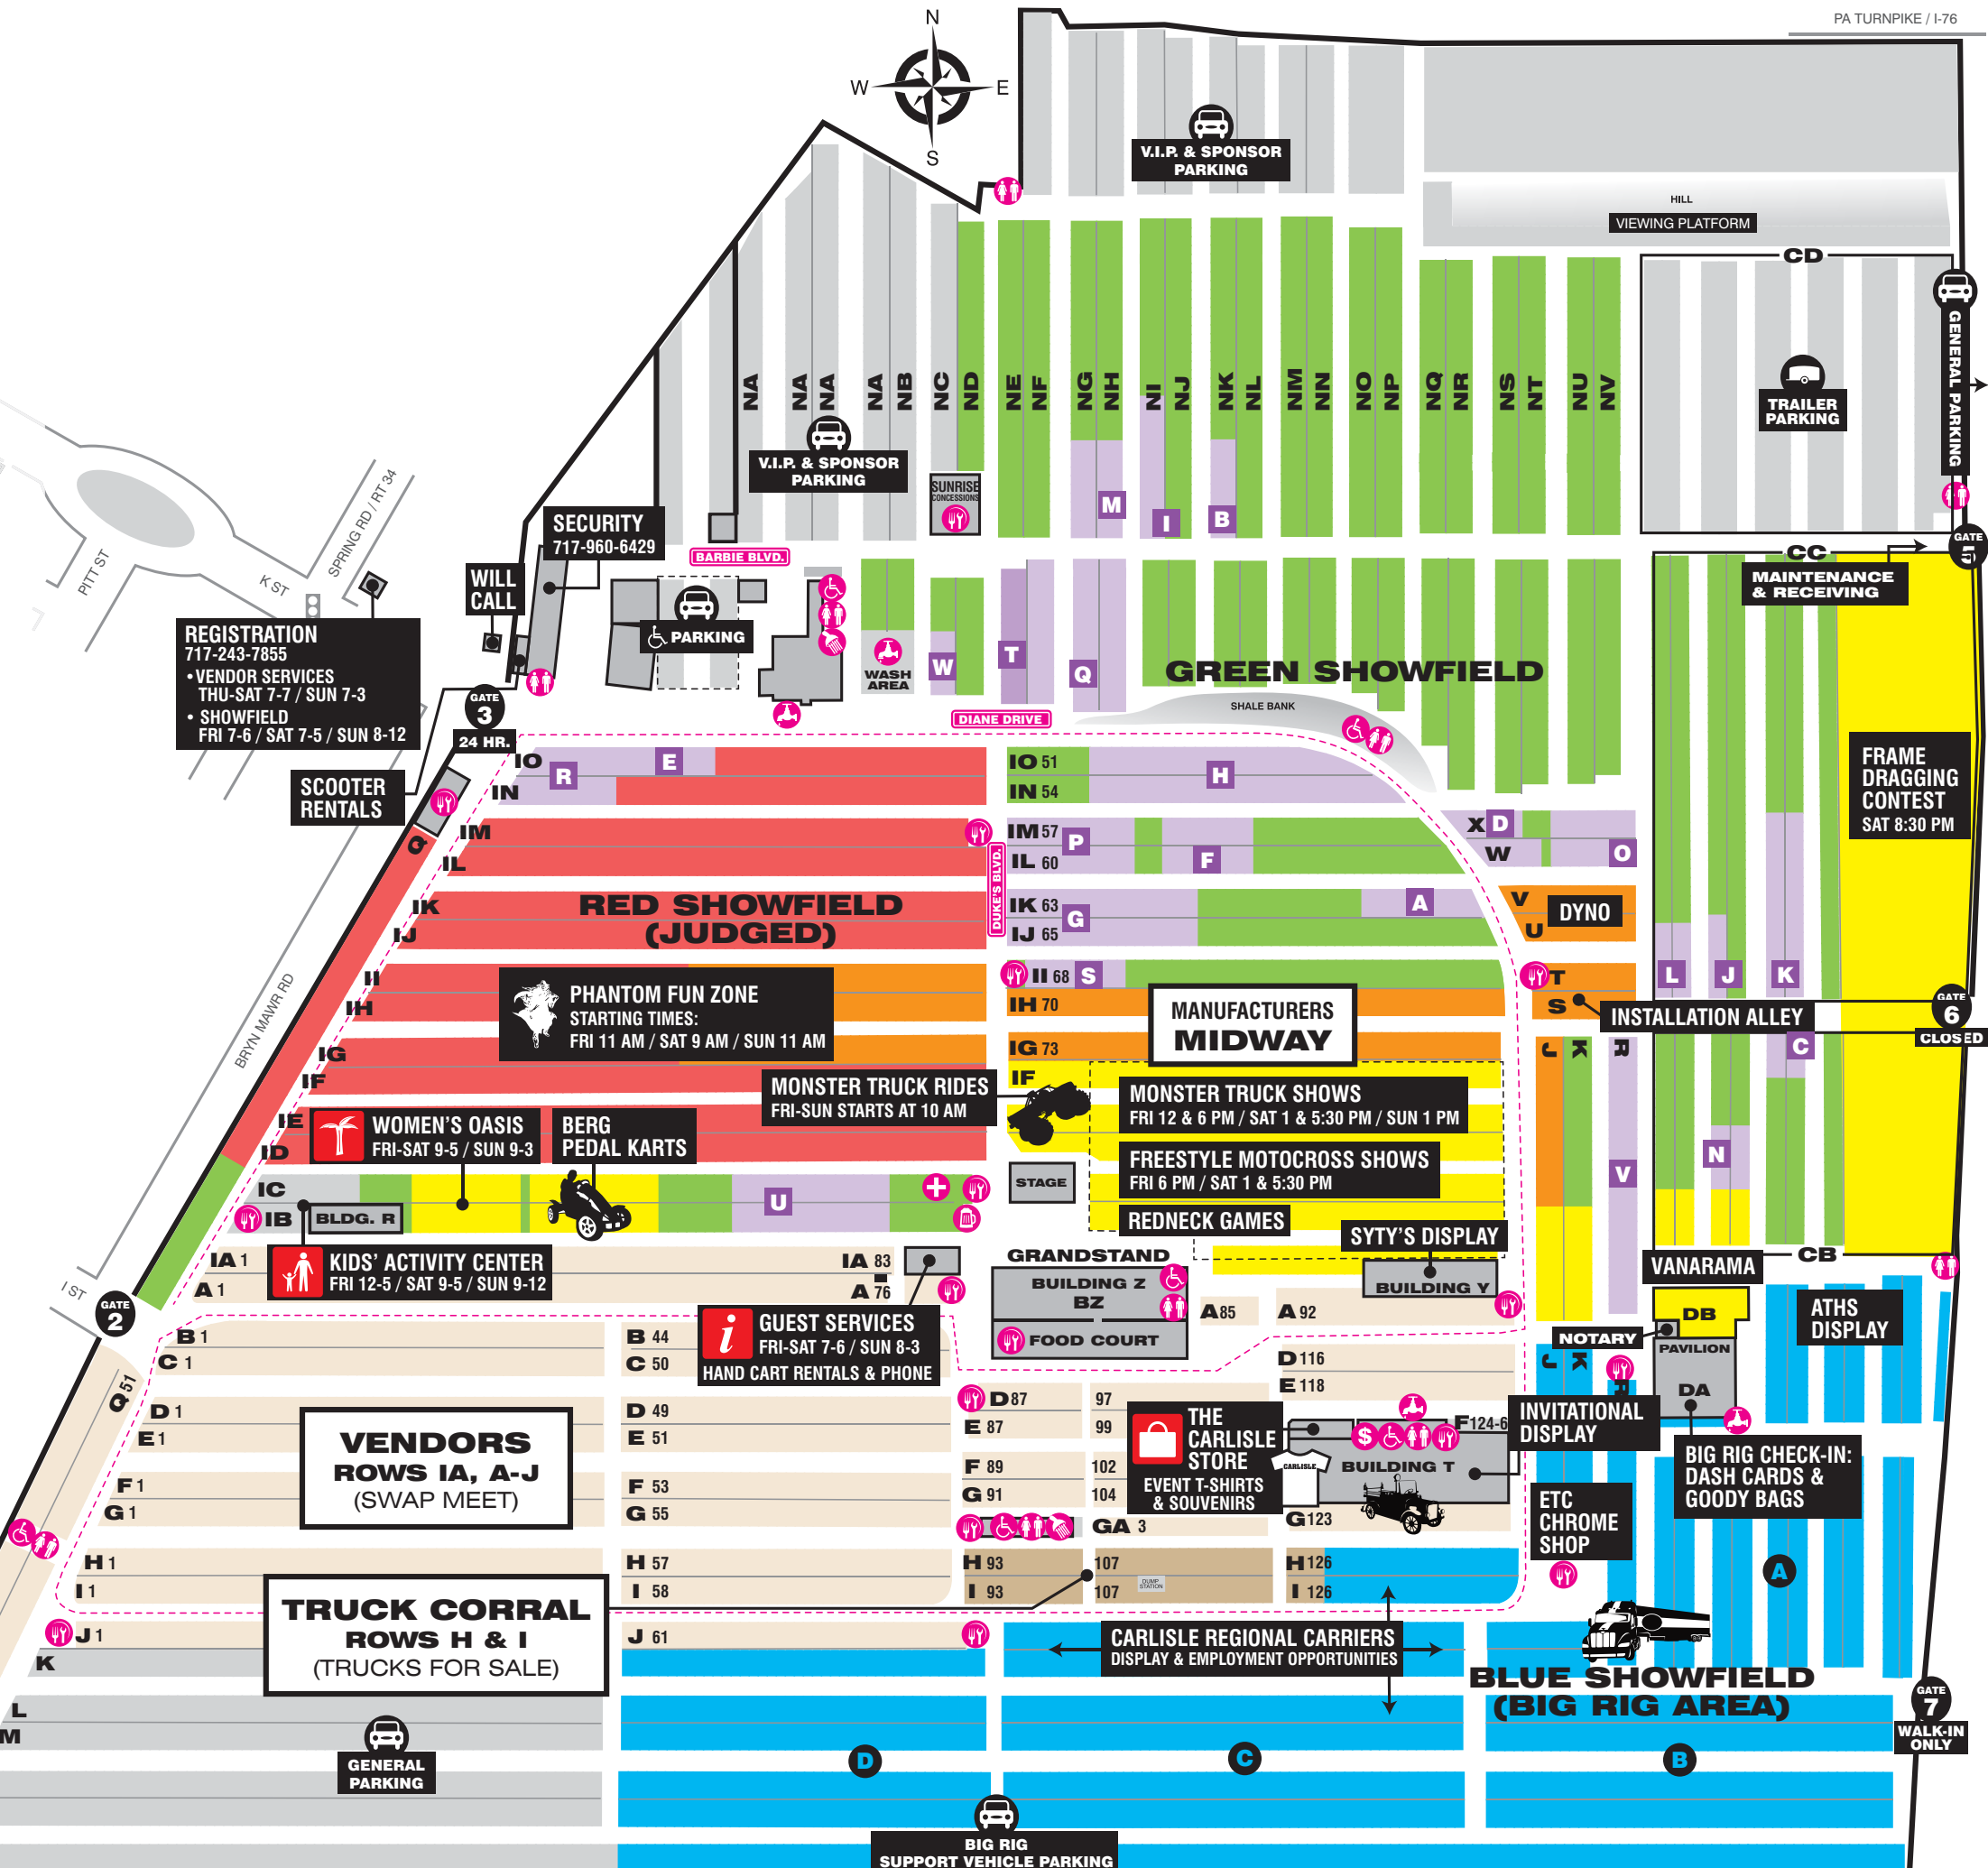 PA TURNPIKE / I-76
N
W
E
S
V.I.P. & SPONSOR
PARKING
HILL
VIEWING PLATFORM
CD
GENERAL PARKING
TRAILER
PARKING
NA
NA
NA
NA
NB
NC
ND
NE
NF
NG
NH
NI
NJ
NK
NL
NM
NN
NO
NP
NQ
NR
NS
NT
NU
NV
V.I.P. & SPONSOR
PARKING
SUNRISE
CONCESSIONS
M
I
B
PITT ST
K ST
SPRING RD / RT 34
SECURITY
717-960-6429
BARBIE BLVD.
WILL
CALL
PARKING
WASH
AREA
W
T
Q
GREEN SHOWFIELD
SHALE BANK
DIANE DRIVE
CC
GATE
5
MAINTENANCE
& RECEIVING
REGISTRATION
717-243-7855
• VENDOR SERVICES
THU-SAT 7-7 / SUN 7-3
• SHOWFIELD
FRI 7-6 / SAT 7-5 / SUN 8-12
GATE
3
24 HR.
SCOOTER
RENTALS
FRAME
DRAGGING
CONTEST
SAT 8:30 PM
IO
R
E
IN
IO 51
H
IN 54
Q
IM
IL
IM 57
P
IL 60
F
X D
W
O
DUKE'S BLVD.
IK
IJ
RED SHOWFIELD
(JUDGED)
IK 63
G
IJ 65
A
V
U
DYNO
II
IH
PHANTOM FUN ZONE
STARTING TIMES:
FRI 11 AM / SAT 9 AM / SUN 11 AM
II 68 S
IH 70
MANUFACTURERS
MIDWAY
T
S
INSTALLATION ALLEY
L
J
K
GATE
6
CLOSED
BRYN MAWR RD
IG
IF
IG 73
IF
J
K
R
C
MONSTER TRUCK RIDES
FRI-SUN STARTS AT 10 AM
MONSTER TRUCK SHOWS
FRI 12 & 6 PM / SAT 1 & 5:30 PM / SUN 1 PM
IE
ID
WOMEN'S OASIS
FRI-SAT 9-5 / SUN 9-3
BERG
PEDAL KARTS
FREESTYLE MOTOCROSS SHOWS
FRI 6 PM / SAT 1 & 5:30 PM
N
V
IC
IB
BLDG. R
U
STAGE
REDNECK GAMES
SYTY'S DISPLAY
IA 1
A 1
KIDS' ACTIVITY CENTER
FRI 12-5 / SAT 9-5 / SUN 9-12
IA 83
A 76
GRANDSTAND
BUILDING Z
BZ
FOOD COURT
BUILDING Y
A 85
A 92
VANARAMA
CB
I ST
GATE
2
B 1
C 1
B 44
C 50
GUEST SERVICES
FRI-SAT 7-6 / SUN 8-3
HAND CART RENTALS & PHONE
DB
NOTARY
PAVILION
DA
ATHS
DISPLAY
J
K
R
D 116
E 118
Q 51
D 1
E 1
VENDORS
ROWS IA, A-J
(SWAP MEET)
D 49
E 51
D 87
E 87
97
99
THE
CARLISLE
STORE
EVENT T-SHIRTS
& SOUVENIRS
CARLISLE
$
F 124-6
BUILDING T
INVITATIONAL
DISPLAY
BIG RIG CHECK-IN:
DASH CARDS &
GOODY BAGS
F 1
G 1
F 53
G 55
F 89
G 91
102
104
GA 3
G 123
ETC
CHROME
SHOP
H 1
I 1
H 57
I 58
H 93
I 93
107
107
DUMP
STATION
H 126
I 126
A
TRUCK CORRAL
ROWS H & I
(TRUCKS FOR SALE)
J 1
K
J 61
CARLISLE REGIONAL CARRIERS
DISPLAY & EMPLOYMENT OPPORTUNITIES
BLUE SHOWFIELD
(BIG RIG AREA)
L
M
GENERAL
PARKING
D
C
B
GATE
7
WALK-IN
ONLY
BIG RIG
SUPPORT VEHICLE PARKING